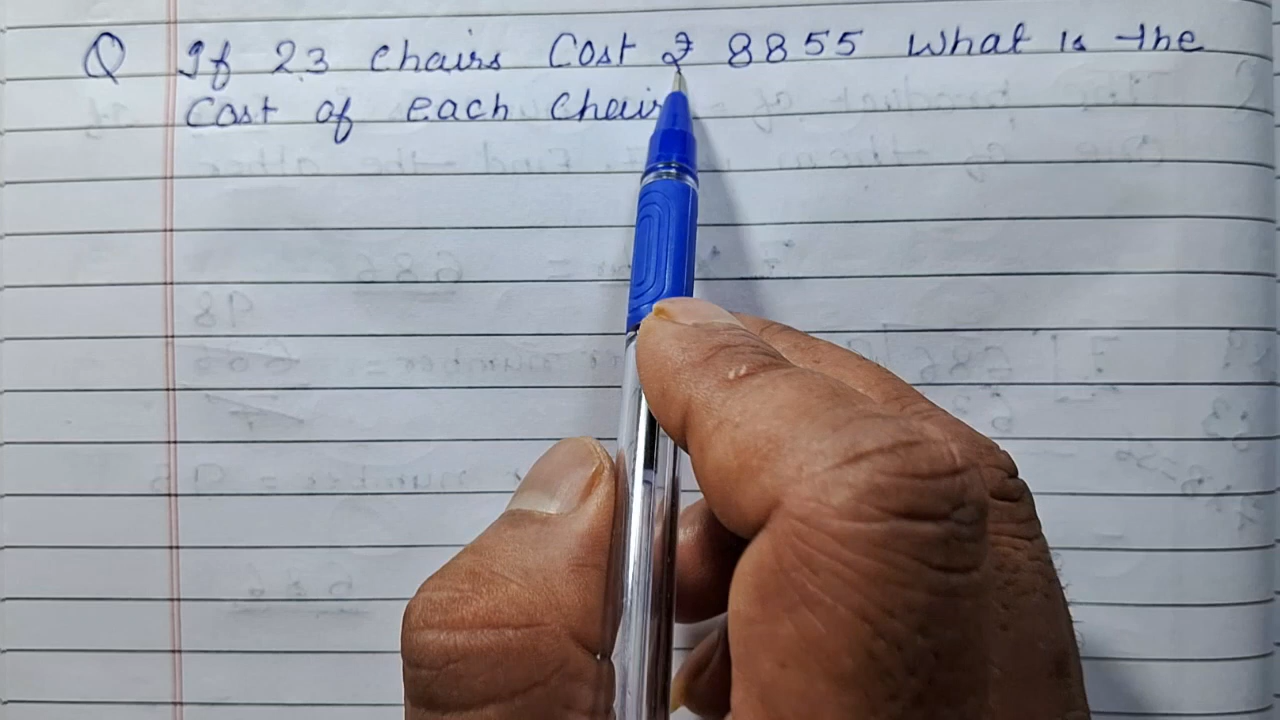 Q If 23 chairs Cost ₹ 8855 What is the
Cost of each Chair